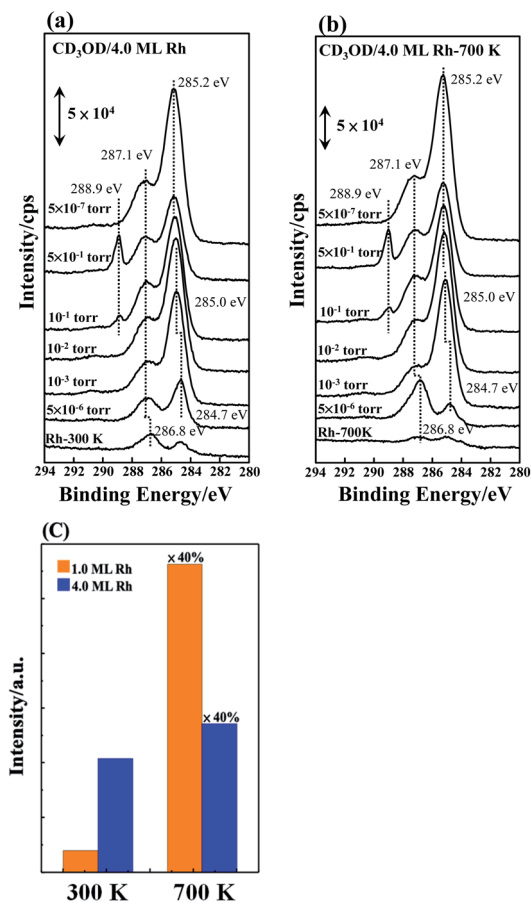 (a)
CD₃OD/4.0 ML Rh
285.2 eV
5 × 10⁴
287.1 eV
288.9 eV
5×10⁻⁷ torr
5×10⁻¹ torr
285.0 eV
10⁻¹ torr
10⁻² torr
10⁻³ torr
5×10⁻⁶ torr
284.7 eV
286.8 eV
Rh-300 K
Intensity/cps
294 292 290 288 286 284 282 280
Binding Energy/eV
(b)
CD₃OD/4.0 ML Rh-700 K
285.2 eV
5 × 10⁴
287.1 eV
288.9 eV
5×10⁻⁷ torr
5×10⁻¹ torr
285.0 eV
10⁻¹ torr
10⁻² torr
10⁻³ torr
284.7 eV
5×10⁻⁶ torr
286.8 eV
Rh-700K
Intensity/cps
294 292 290 288 286 284 282 280
Binding Energy/eV
(C)
1.0 ML Rh
4.0 ML Rh
× 40%
× 40%
Intensity/a.u.
300 K 700 K